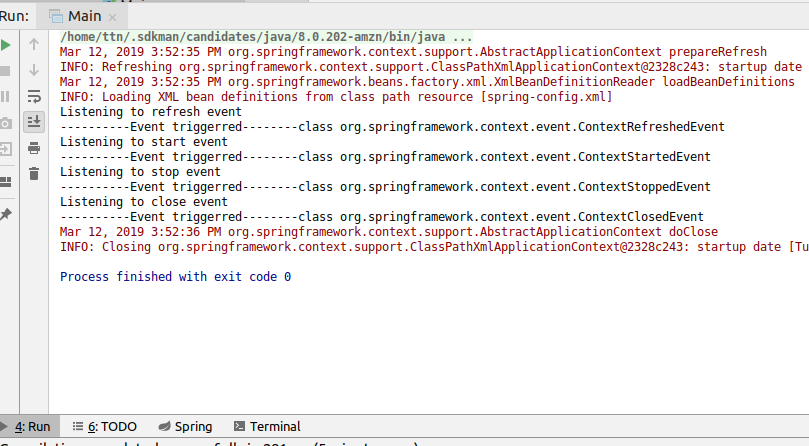 Run: Main
/home/ttn/.sdkman/candidates/java/8.0.202-amzn/bin/java ...
Mar 12, 2019 3:52:35 PM org.springframework.context.support.AbstractApplicationContext prepareRefresh
INFO: Refreshing org.springframework.context.support.ClassPathXmlApplicationContext@2328c243: startup date
Mar 12, 2019 3:52:35 PM org.springframework.beans.factory.xml.XmlBeanDefinitionReader loadBeanDefinitions
INFO: Loading XML bean definitions from class path resource [spring-config.xml]
Listening to refresh event
----------Event triggerred--------class org.springframework.context.event.ContextRefreshedEvent
Listening to start event
----------Event triggerred--------class org.springframework.context.event.ContextStartedEvent
Listening to stop event
----------Event triggerred--------class org.springframework.context.event.ContextStoppedEvent
Listening to close event
----------Event triggerred--------class org.springframework.context.event.ContextClosedEvent
Mar 12, 2019 3:52:36 PM org.springframework.context.support.AbstractApplicationContext doClose
INFO: Closing org.springframework.context.support.ClassPathXmlApplicationContext@2328c243: startup date [Tu
Process finished with exit code 0
4: Run 6: TODO Spring Terminal